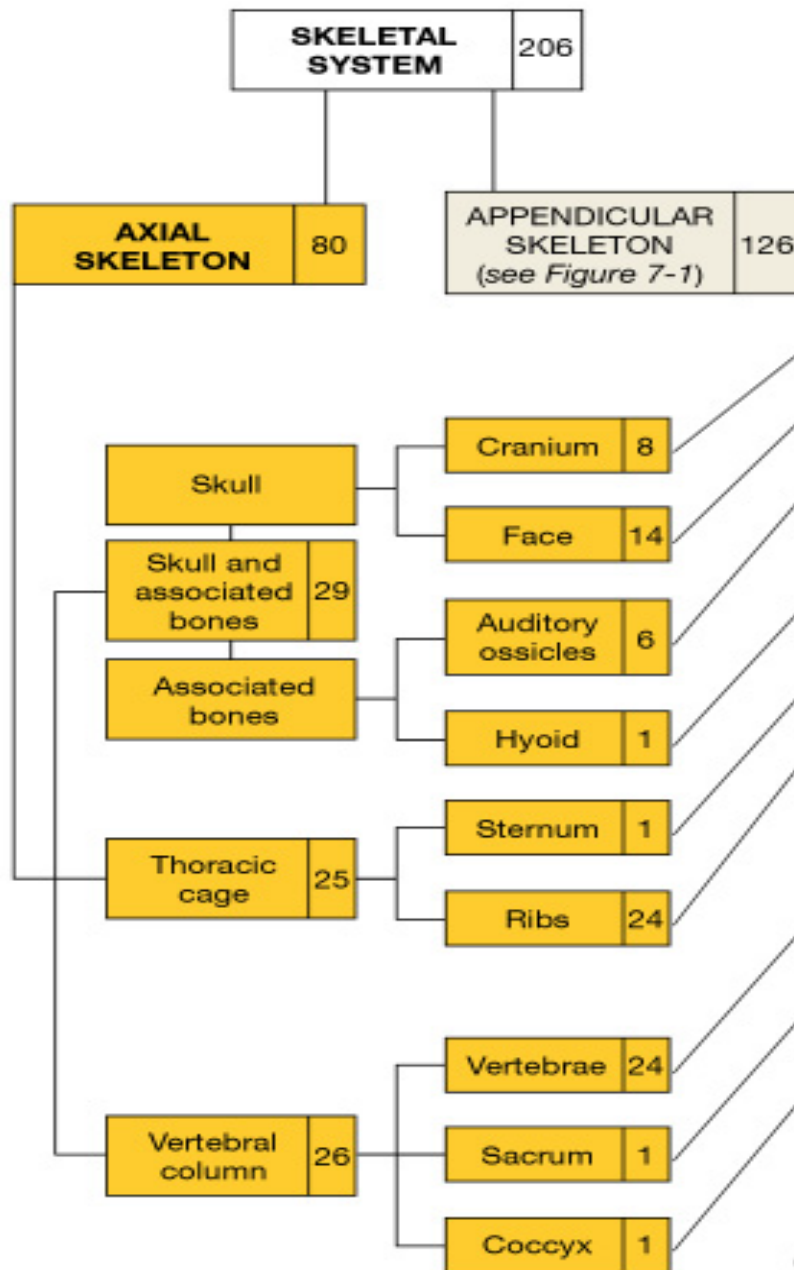 SKELETAL
SYSTEM
206
AXIAL
SKELETON
80
APPENDICULAR
SKELETON
(see Figure 7-1)
126
Skull
Cranium
8
Face
14
Skull and
associated
bones
29
Associated
bones
Auditory
ossicles
6
Hyoid
1
Thoracic
cage
25
Sternum
1
Ribs
24
Vertebral
column
26
Vertebrae
24
Sacrum
1
Coccyx
1